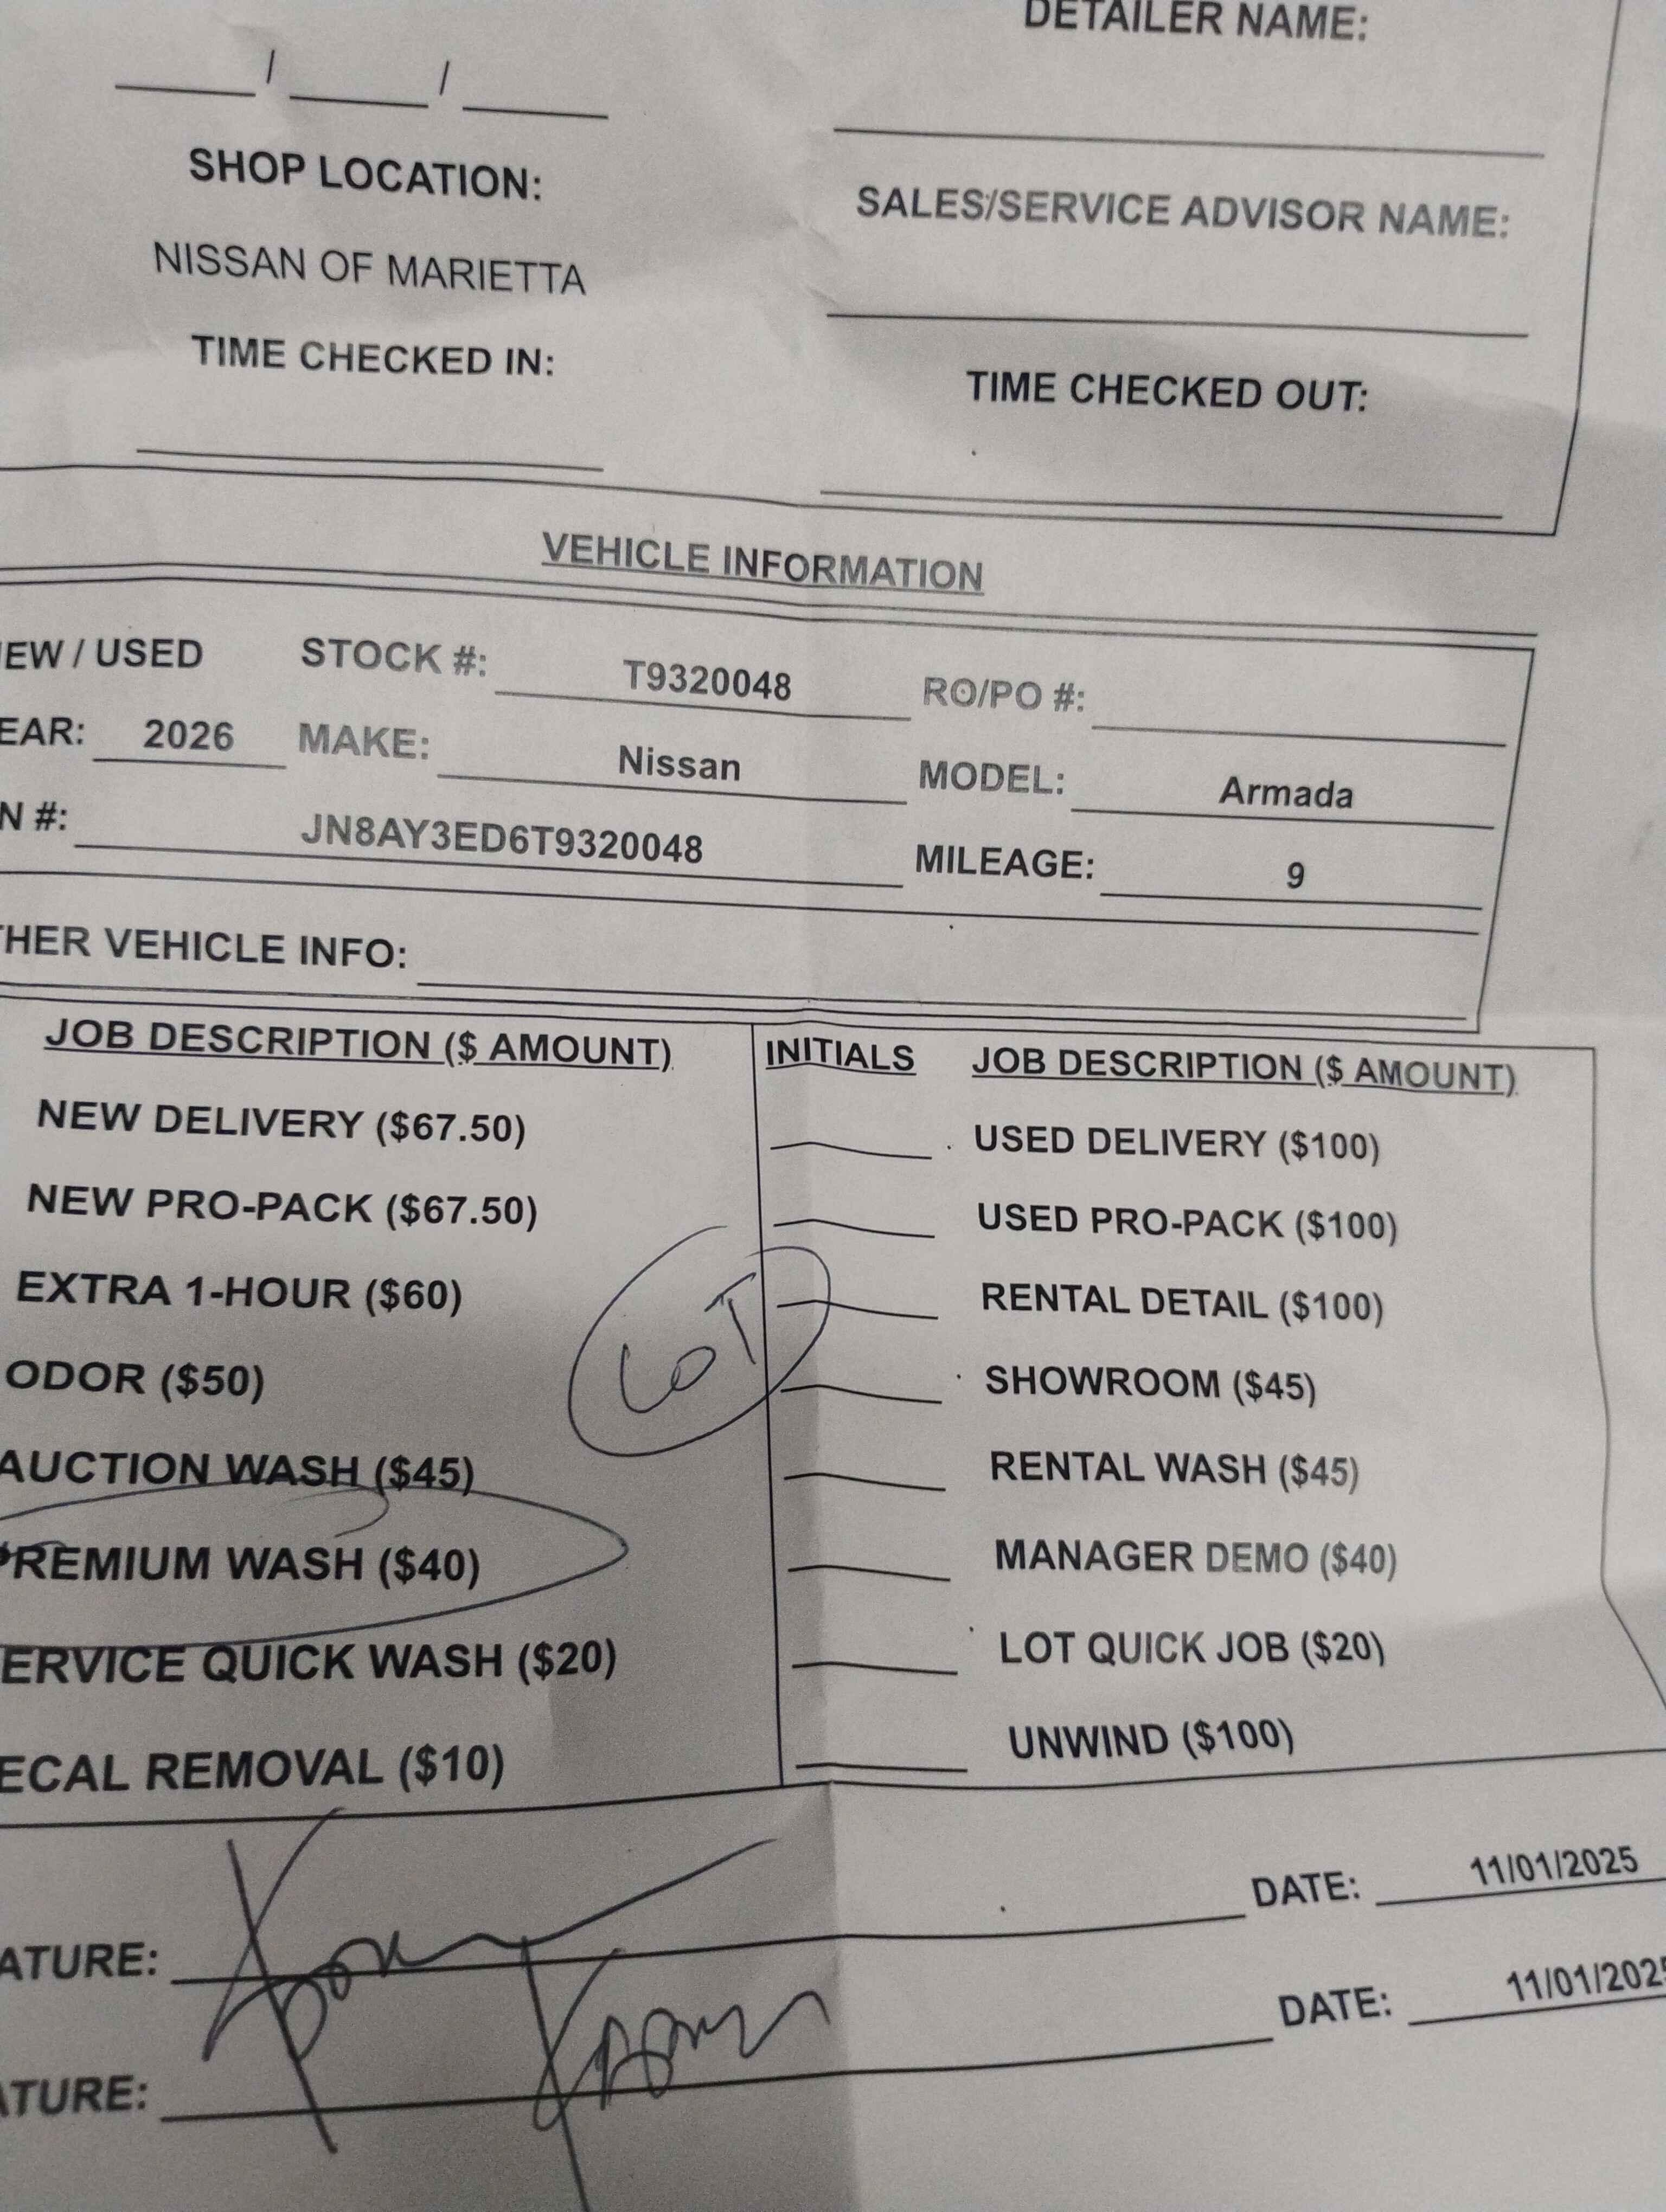 DETAILER NAME:
/ /
SHOP LOCATION:
SALES/SERVICE ADVISOR NAME:
NISSAN OF MARIETTA
TIME CHECKED IN:
TIME CHECKED OUT:
VEHICLE INFORMATION
EW / USED STOCK #: T9320048 RO/PO #:
EAR: 2026 MAKE: Nissan MODEL: Armada
N #: JN8AY3ED6T9320048 MILEAGE: 9
THER VEHICLE INFO:
JOB DESCRIPTION ($ AMOUNT) INITIALS JOB DESCRIPTION ($ AMOUNT)
NEW DELIVERY ($67.50) USED DELIVERY ($100)
NEW PRO-PACK ($67.50) USED PRO-PACK ($100)
EXTRA 1-HOUR ($60) RENTAL DETAIL ($100)
LOT
ODOR ($50) SHOWROOM ($45)
AUCTION WASH ($45) RENTAL WASH ($45)
PREMIUM WASH ($40) MANAGER DEMO ($40)
ERVICE QUICK WASH ($20) LOT QUICK JOB ($20)
ECAL REMOVAL ($10) UNWIND ($100)
ATURE: DATE: 11/01/2025
ATURE: DATE: 11/01/2025